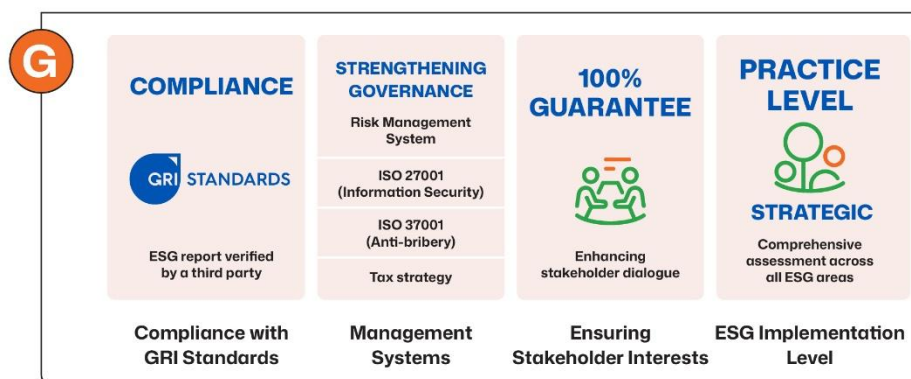 G
COMPLIANCE
GRI STANDARDS
ESG report verified
by a third party
Compliance with
GRI Standards
STRENGTHENING
GOVERNANCE
Risk Management
System
ISO 27001
(Information Security)
ISO 37001
(Anti-bribery)
Tax strategy
Management
Systems
100%
GUARANTEE
Enhancing
stakeholder dialogue
Ensuring
Stakeholder Interests
PRACTICE
LEVEL
STRATEGIC
Comprehensive
assessment across
all ESG areas
ESG Implementation
Level